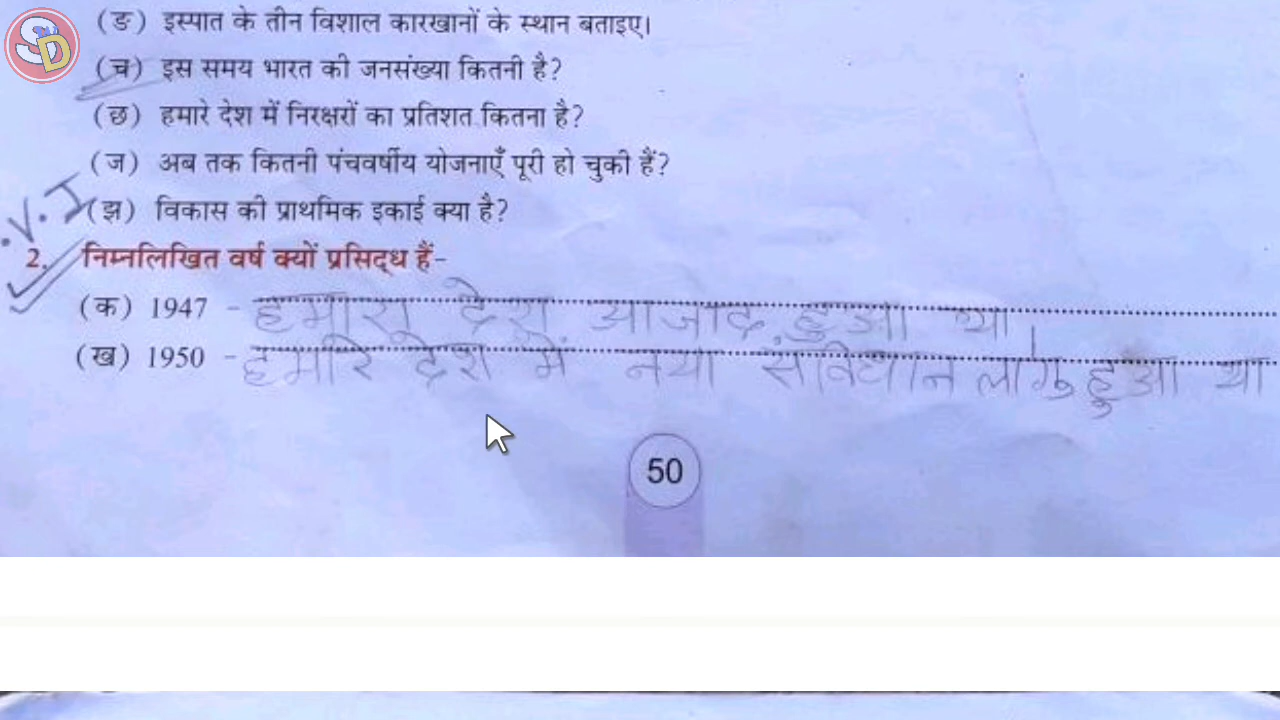 SD
(ङ) इस्पात के तीन विशाल कारखानों के स्थान बताइए।
(च) इस समय भारत की जनसंख्या कितनी है?
(छ) हमारे देश में निरक्षरों का प्रतिशत कितना है?
(ज) अब तक कितनी पंचवर्षीय योजनाएँ पूरी हो चुकी हैं?
.V.I (झ) विकास की प्राथमिक इकाई क्या है?
2. निम्नलिखित वर्ष क्यों प्रसिद्ध हैं-
(क) 1947 - हमारा देश आजाद हुआ था।
(ख) 1950 - हमारे देश में नया संविधान लागु हुआ था
50